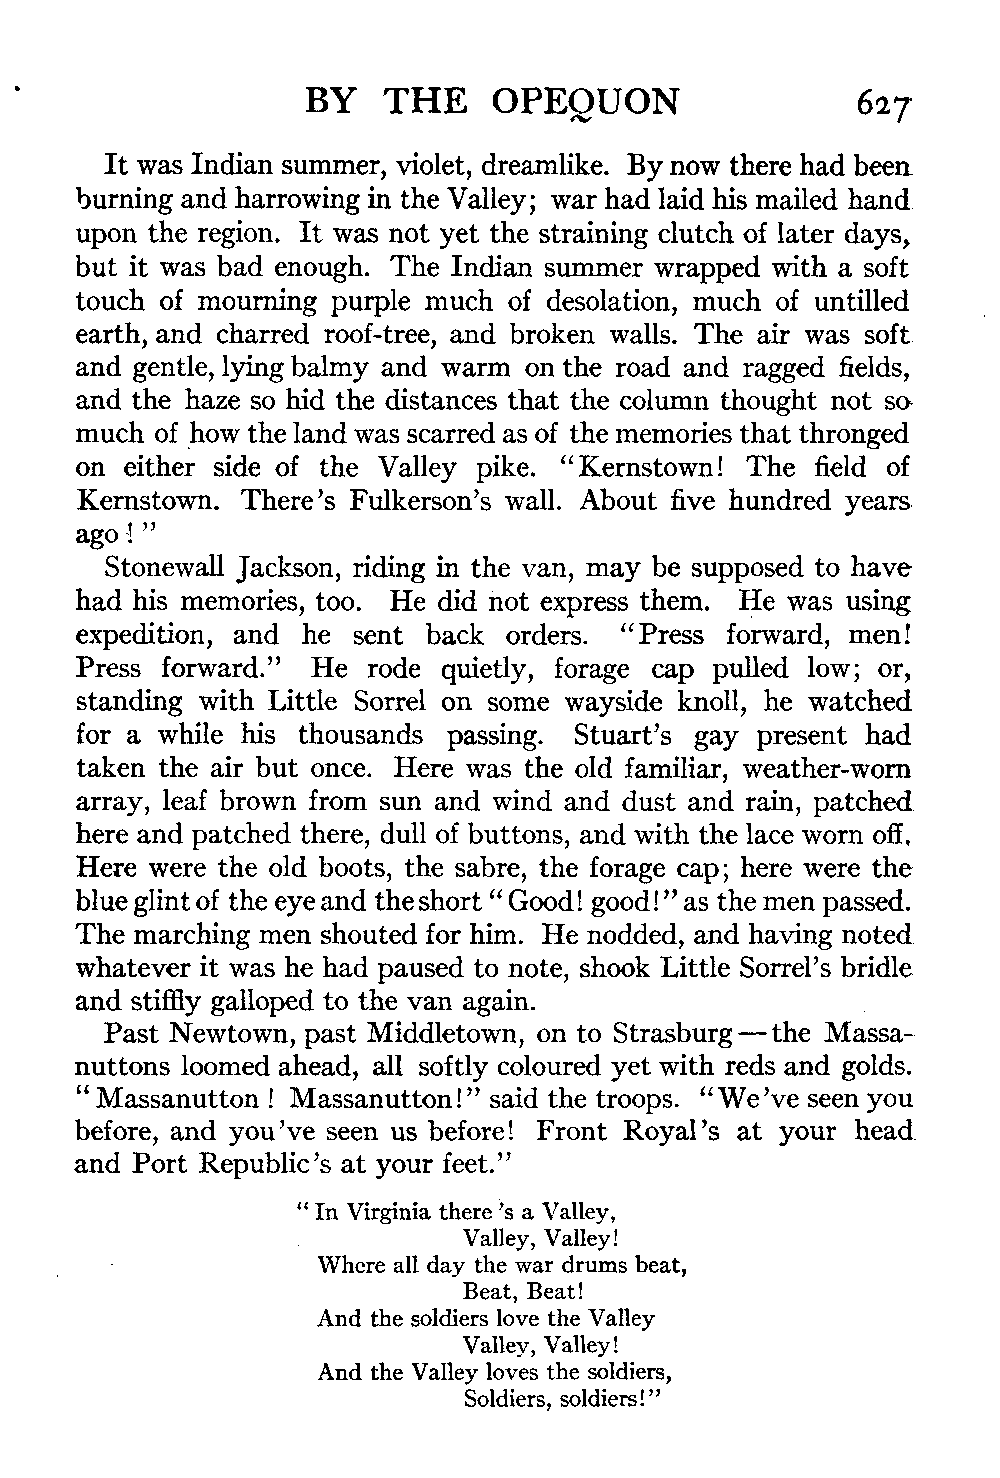 BY THE OPEQUON 627
It was Indian summer, violet, dreamlike. By now there had been
burning and harrowing in the Valley; war had laid his mailed hand
upon the region. It was not yet the straining clutch of later days,
but it was bad enough. The Indian summer wrapped with a soft
touch of mourning purple much of desolation, much of untilled
earth, and charred roof-tree, and broken walls. The air was soft
and gentle, lying balmy and warm on the road and ragged fields,
and the haze so hid the distances that the column thought not so
much of how the land was scarred as of the memories that thronged
on either side of the Valley pike. "Kernstown! The field of
Kernstown. There's Fulkerson's wall. About five hundred years
ago!"
Stonewall Jackson, riding in the van, may be supposed to have
had his memories, too. He did not express them. He was using
expedition, and he sent back orders. "Press forward, men!
Press forward." He rode quietly, forage cap pulled low; or,
standing with Little Sorrel on some wayside knoll, he watched
for a while his thousands passing. Stuart's gay present had
taken the air but once. Here was the old familiar, weather-worn
array, leaf brown from sun and wind and dust and rain, patched
here and patched there, dull of buttons, and with the lace worn off.
Here were the old boots, the sabre, the forage cap; here were the
blue glint of the eye and the short "Good! good!" as the men passed.
The marching men shouted for him. He nodded, and having noted
whatever it was he had paused to note, shook Little Sorrel's bridle
and stiffly galloped to the van again.
Past Newtown, past Middletown, on to Strasburg — the Massa-
nuttons loomed ahead, all softly coloured yet with reds and golds.
"Massanutton! Massanutton!" said the troops. "We've seen you
before, and you've seen us before! Front Royal's at your head
and Port Republic's at your feet."
"In Virginia there's a Valley,
Valley, Valley!
Where all day the war drums beat,
Beat, Beat!
And the soldiers love the Valley
Valley, Valley!
And the Valley loves the soldiers,
Soldiers, soldiers!"